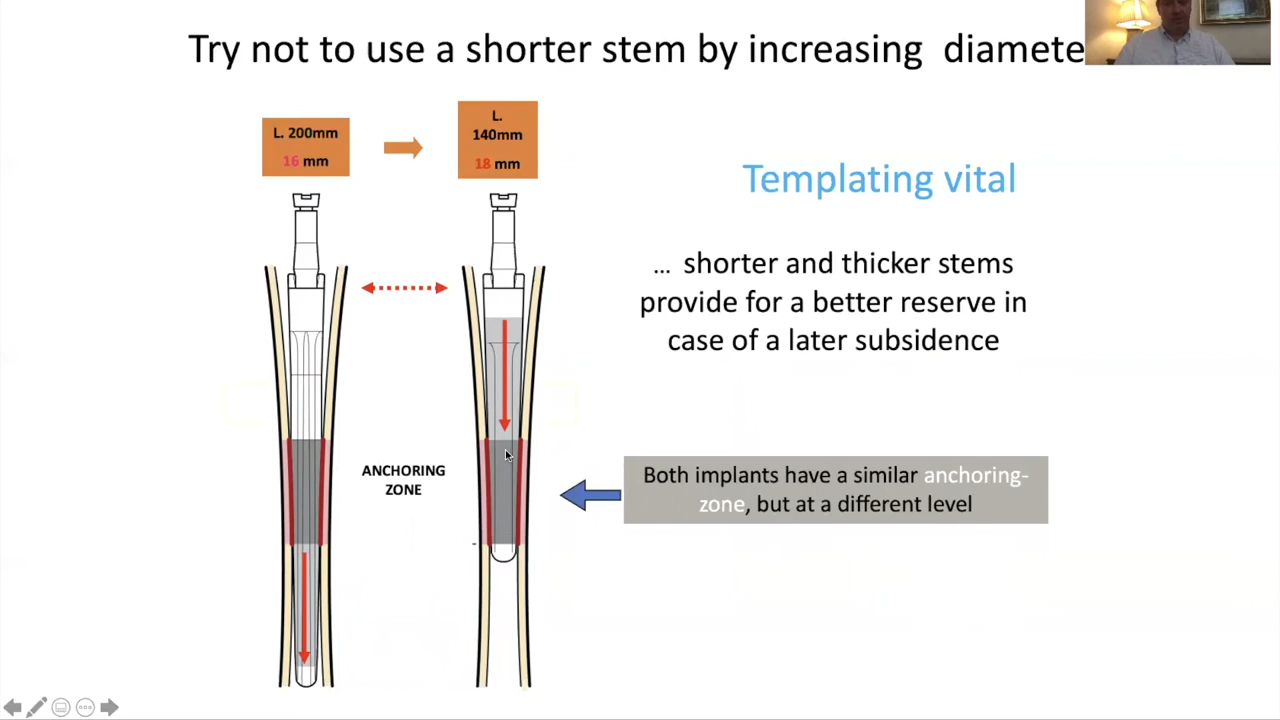 Try not to use a shorter stem by increasing diamete
L. 200mm
16 mm
L.
140mm
18 mm
Templating vital
... shorter and thicker stems
provide for a better reserve in
case of a later subsidence
ANCHORING
ZONE
Both implants have a similar anchoring-
zone, but at a different level